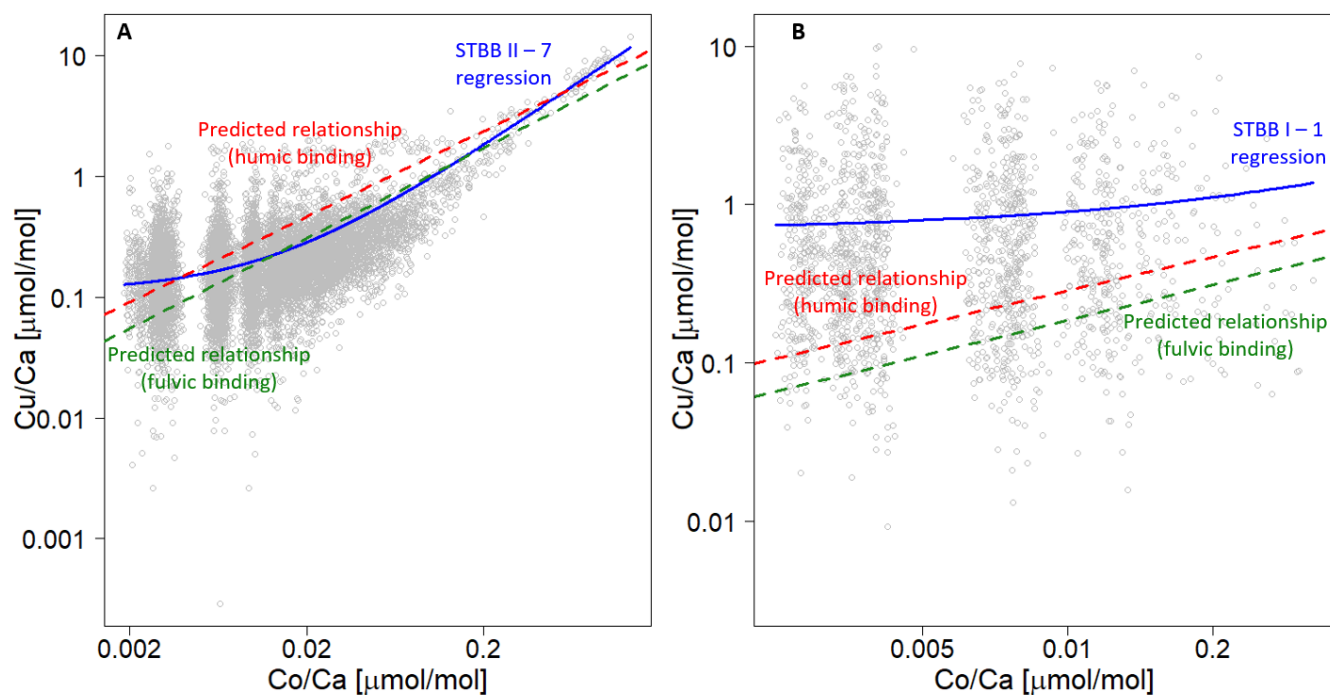 A
STBB II – 7
regression
Predicted relationship
(humic binding)
Predicted relationship
(fulvic binding)
Cu/Ca [μmol/mol]
10
1
0.1
0.01
0.001
0.002
0.02
0.2
Co/Ca [μmol/mol]
B
STBB I – 1
regression
Predicted relationship
(humic binding)
Predicted relationship
(fulvic binding)
Cu/Ca [μmol/mol]
10
1
0.1
0.01
0.005
0.01
0.2
Co/Ca [μmol/mol]